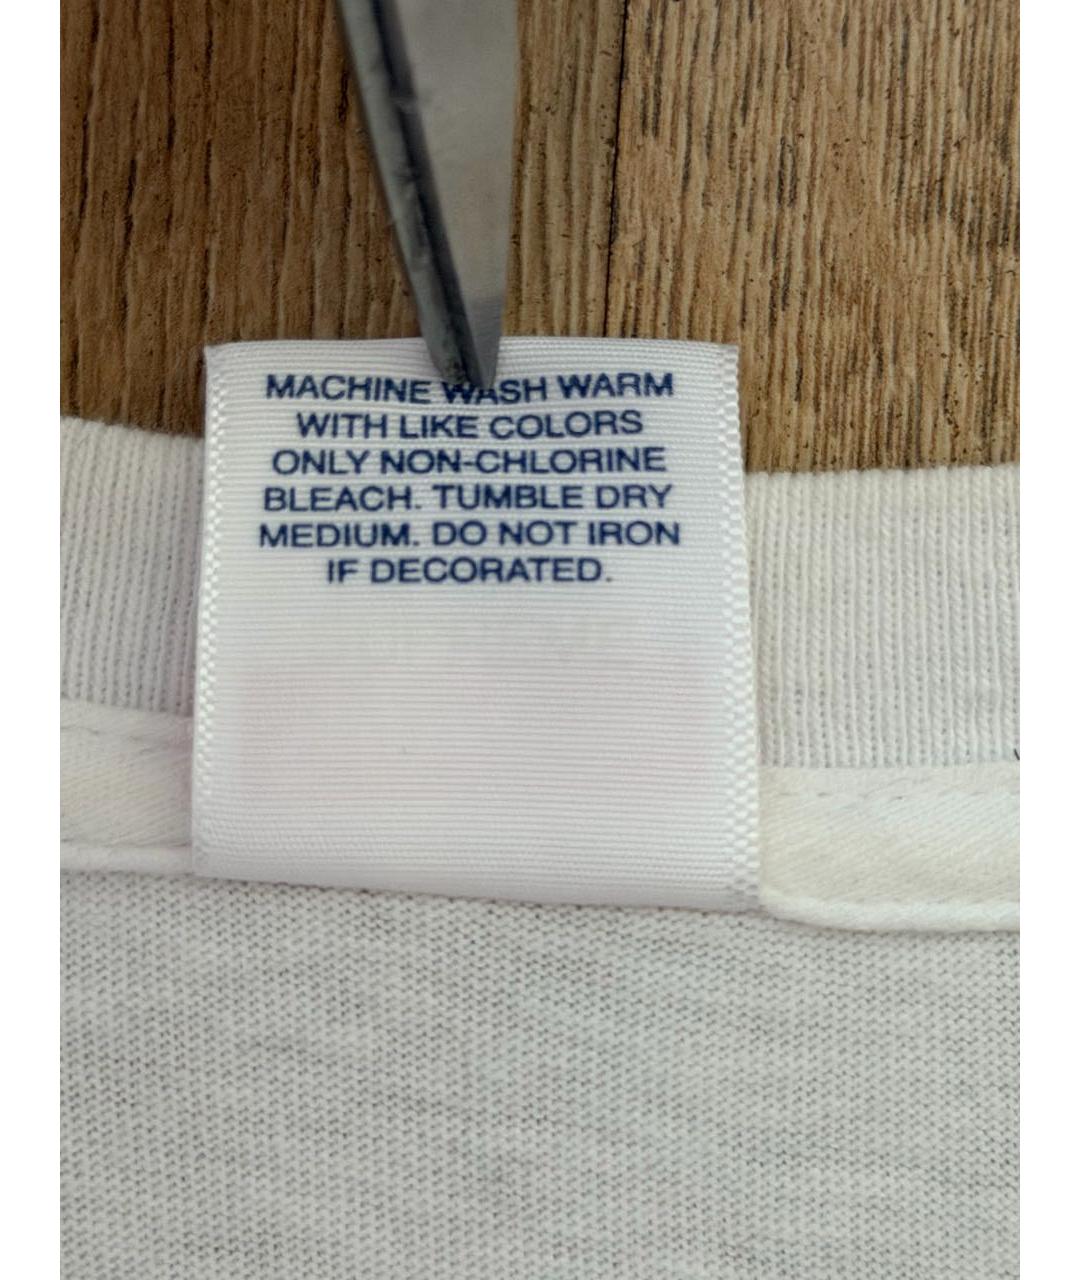 MACHINE WASH WARM
WITH LIKE COLORS
ONLY NON-CHLORINE
BLEACH. TUMBLE DRY
MEDIUM. DO NOT IRON
IF DECORATED.